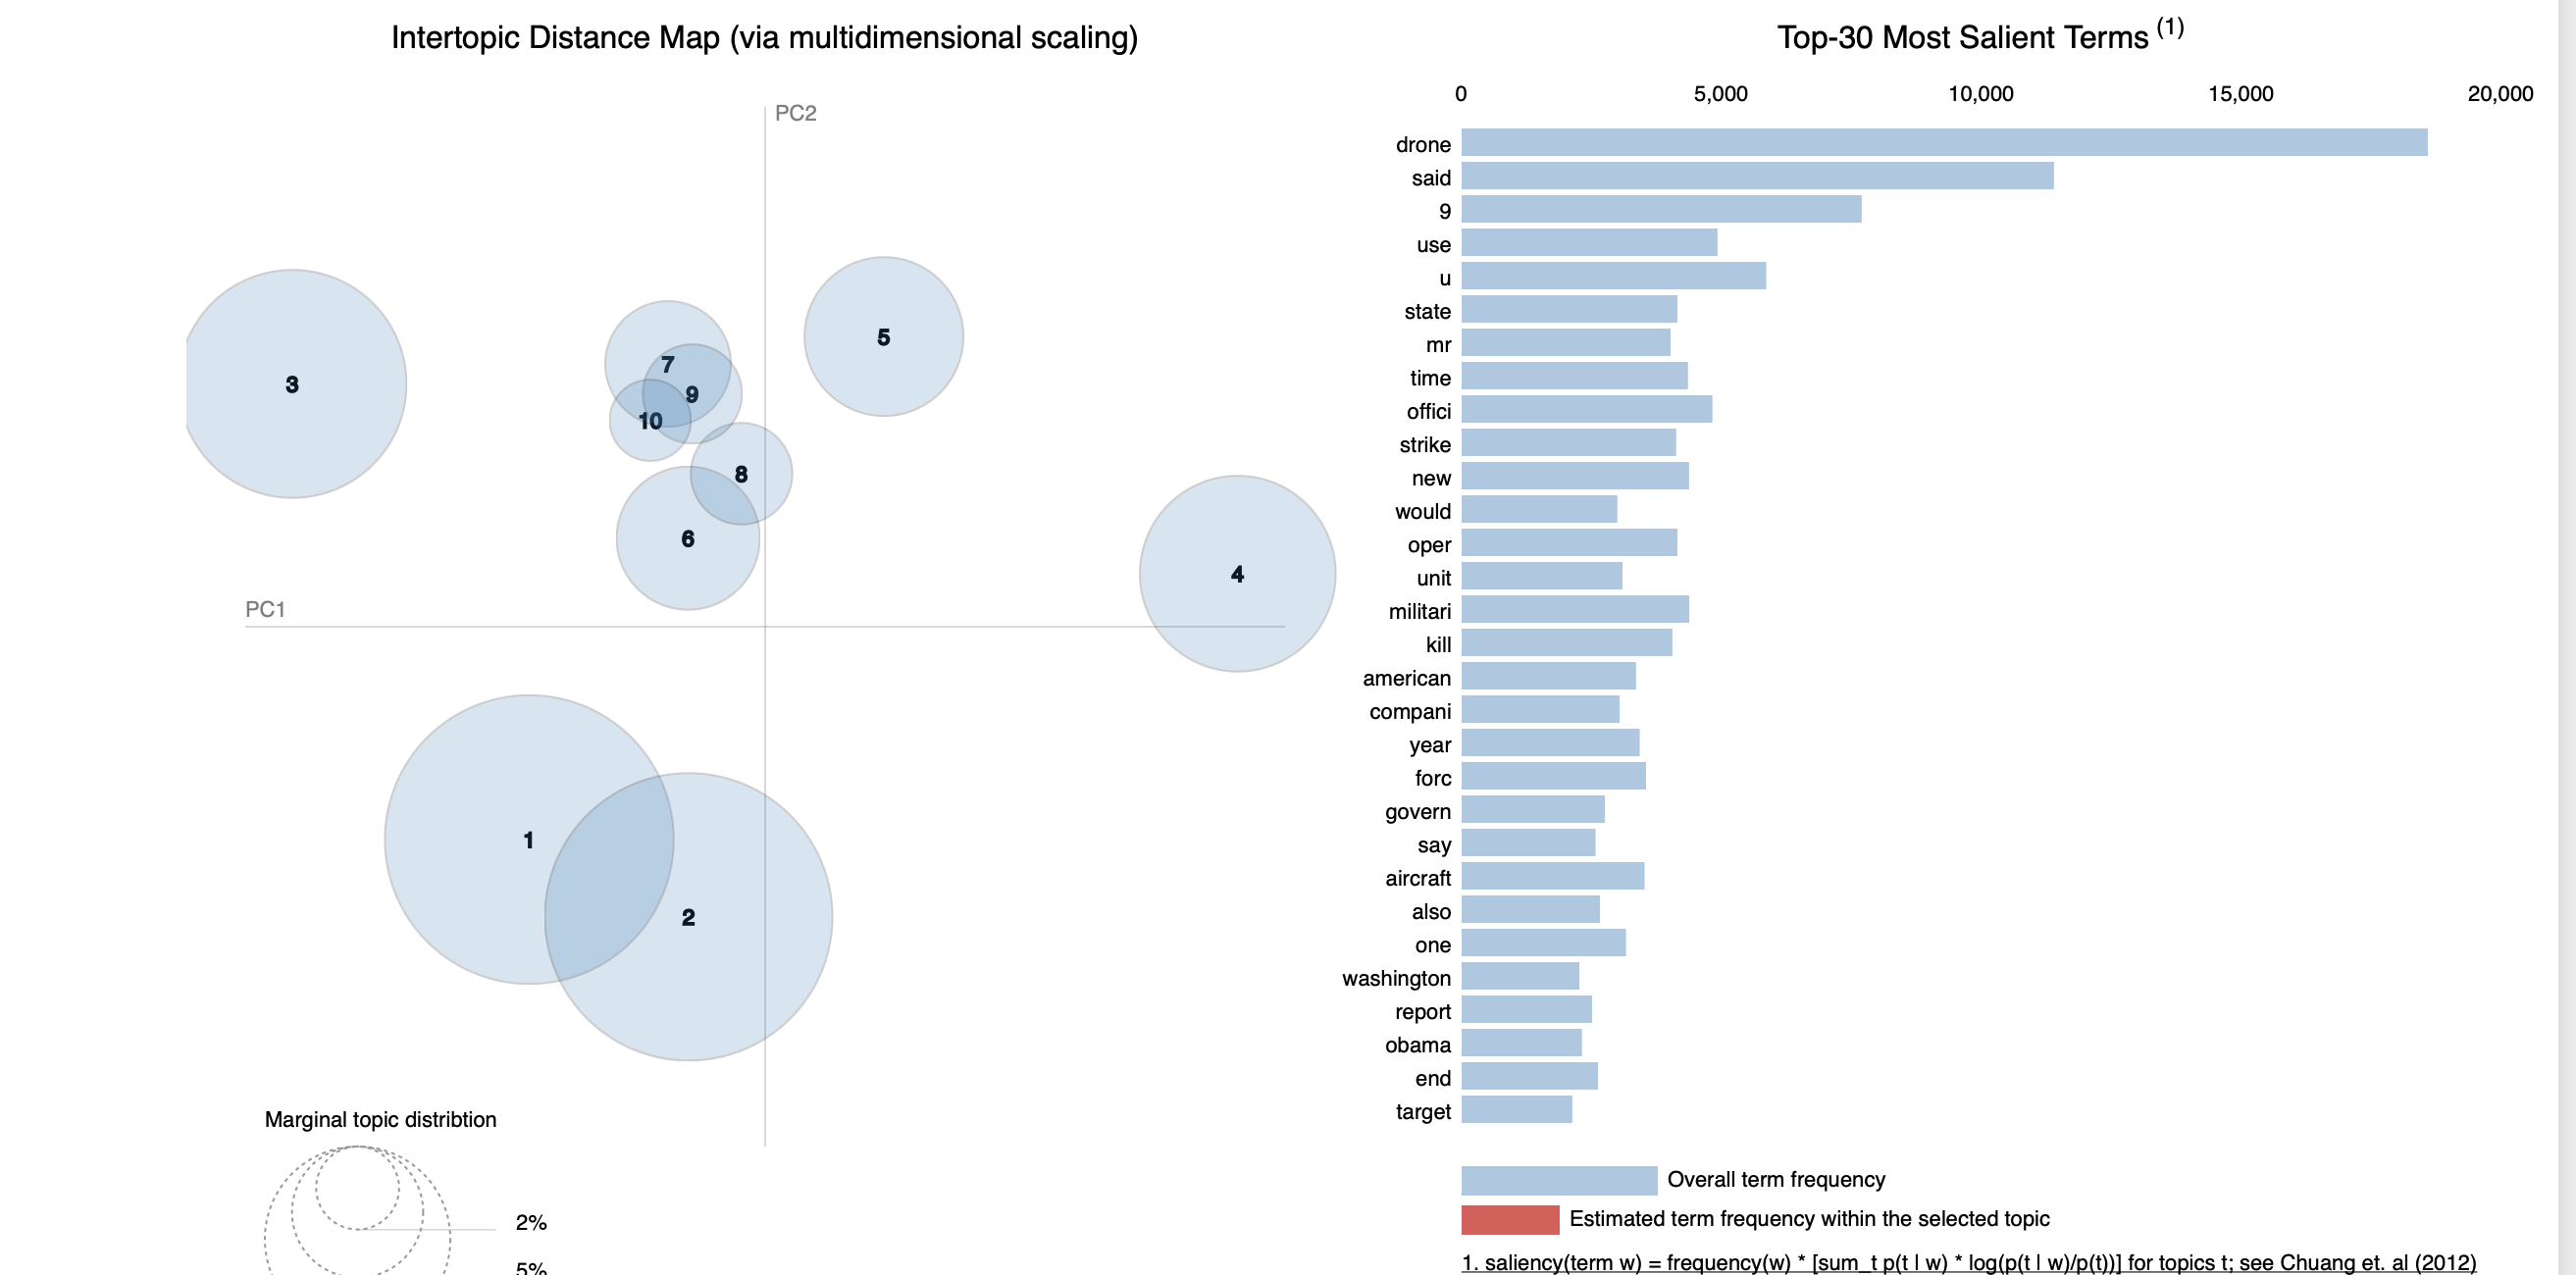 Intertopic Distance Map (via multidimensional scaling)
PC2
PC1
3
7
9
10
5
8
6
4
1
2
Marginal topic distribtion
2%
5%
Top-30 Most Salient Terms (1)
0 5,000 10,000 15,000 20,000
drone
said
9
use
u
state
mr
time
offici
strike
new
would
oper
unit
militari
kill
american
compani
year
forc
govern
say
aircraft
also
one
washington
report
obama
end
target
Overall term frequency
Estimated term frequency within the selected topic
1. saliency(term w) = frequency(w) * [sum_t p(t | w) * log(p(t | w)/p(t))] for topics t; see Chuang et. al (2012)